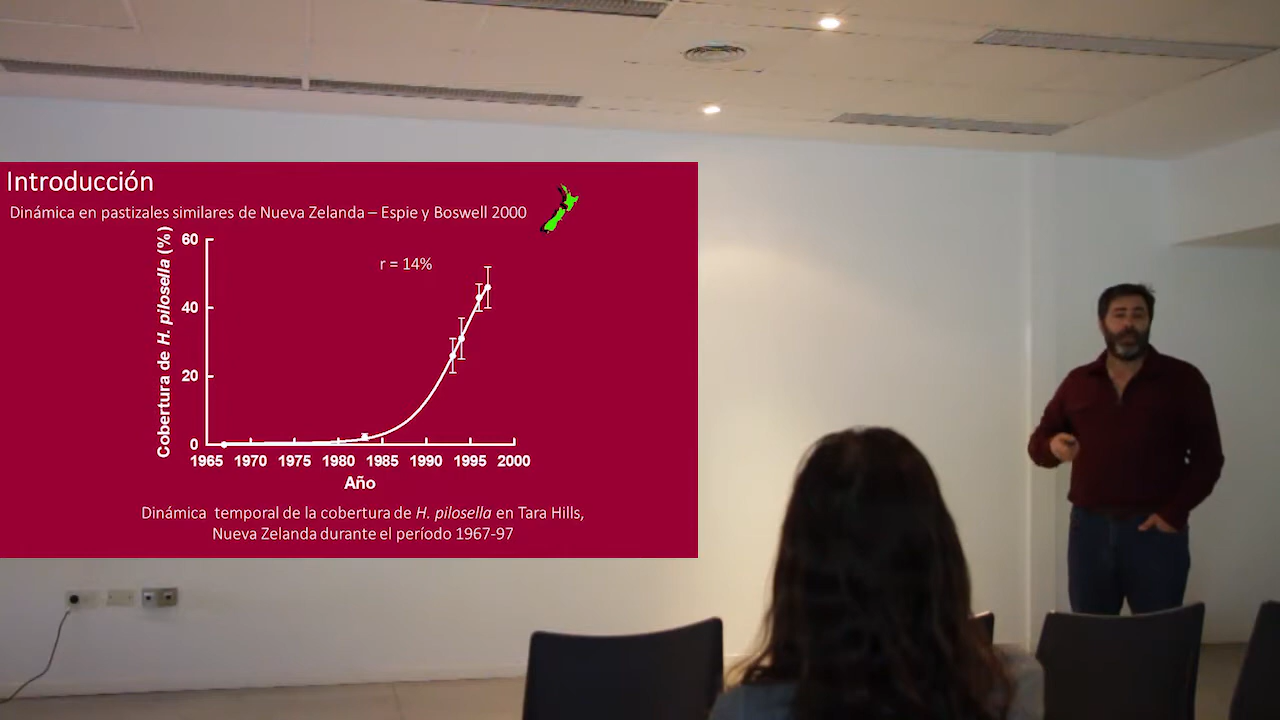 Introducción
Dinámica en pastizales similares de Nueva Zelanda – Espie y Boswell 2000
Cobertura de H. pilosella (%)
r = 14%
60
40
20
0
1965 1970 1975 1980 1985 1990 1995 2000
Año
Dinámica temporal de la cobertura de H. pilosella en Tara Hills,
Nueva Zelanda durante el período 1967-97